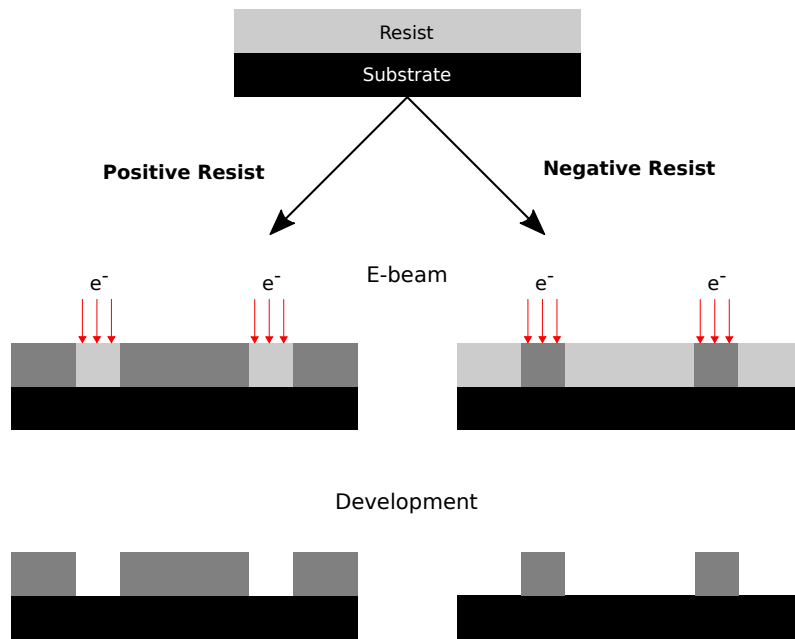 Resist
Substrate
Positive Resist
Negative Resist
E-beam
e-
e-
e-
e-
Development